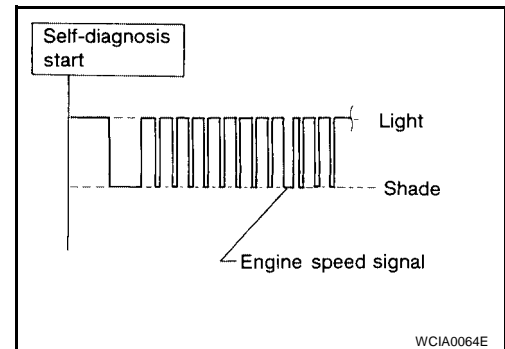 Self-diagnosis
start
Light
Shade
Engine speed signal
WCIA0064E